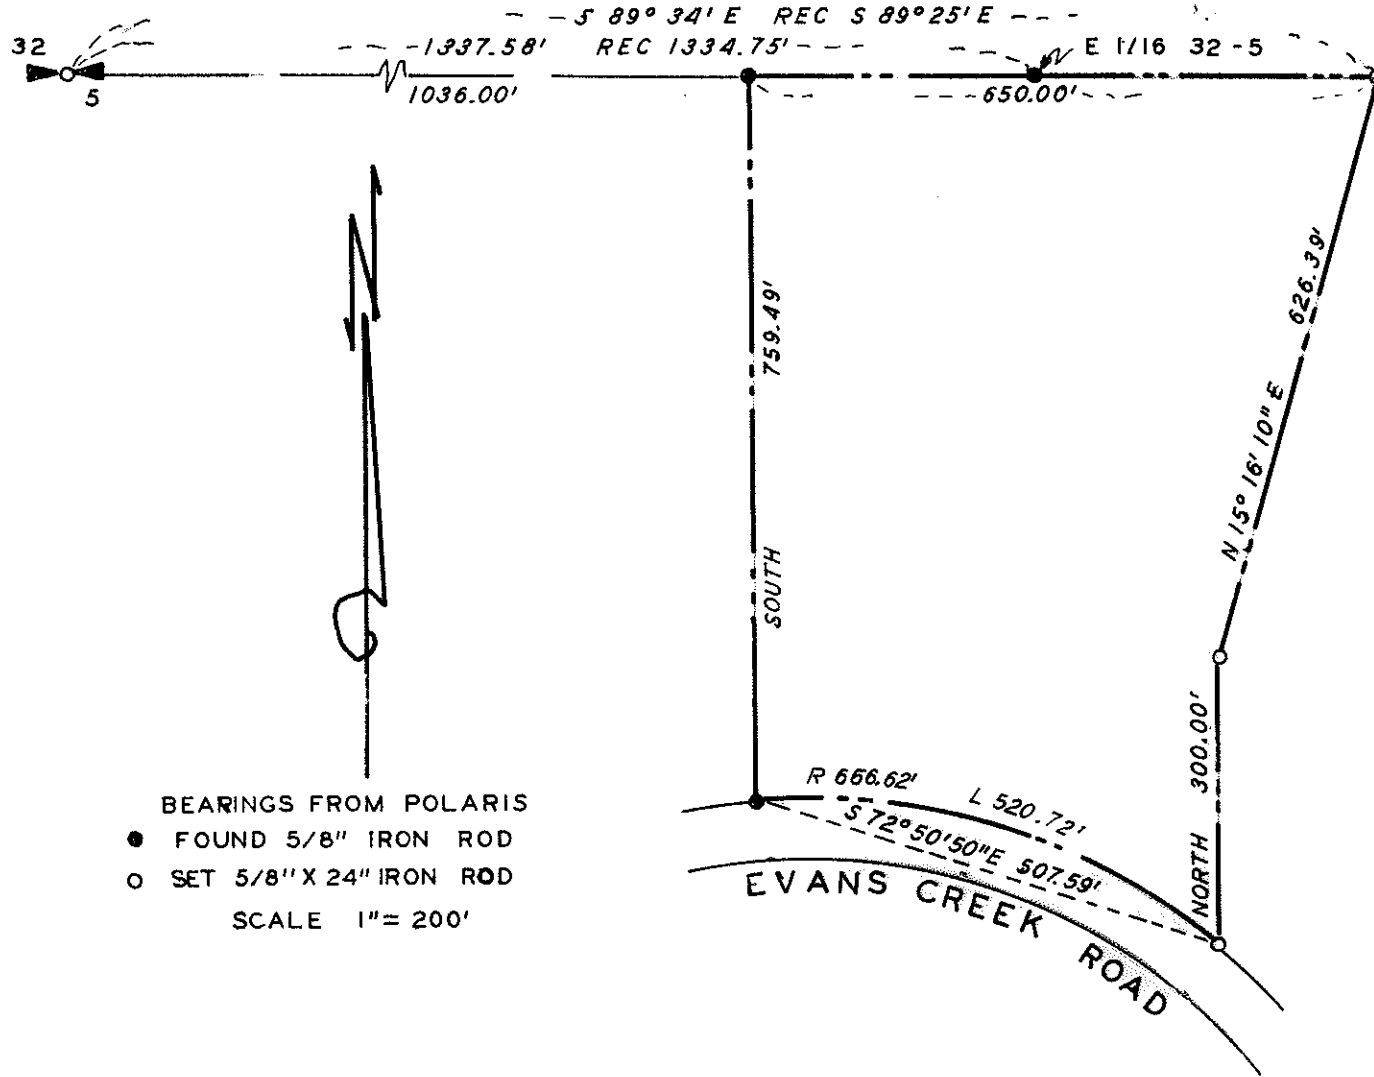 S 89° 34' E REC S 89° 25' E
32 1337.58' REC 1334.75' E 1/16 32-5
5 1036.00' 650.00'
759.49'
SOUTH
626.39'
N 15° 16' 10" E
300.00'
NORTH
R 666.62'
L 520.72'
S 72° 50' 50" E 507.59'
EVANS CREEK ROAD
BEARINGS FROM POLARIS
FOUND 5/8" IRON ROD
SET 5/8" X 24" IRON ROD
SCALE 1" = 200'